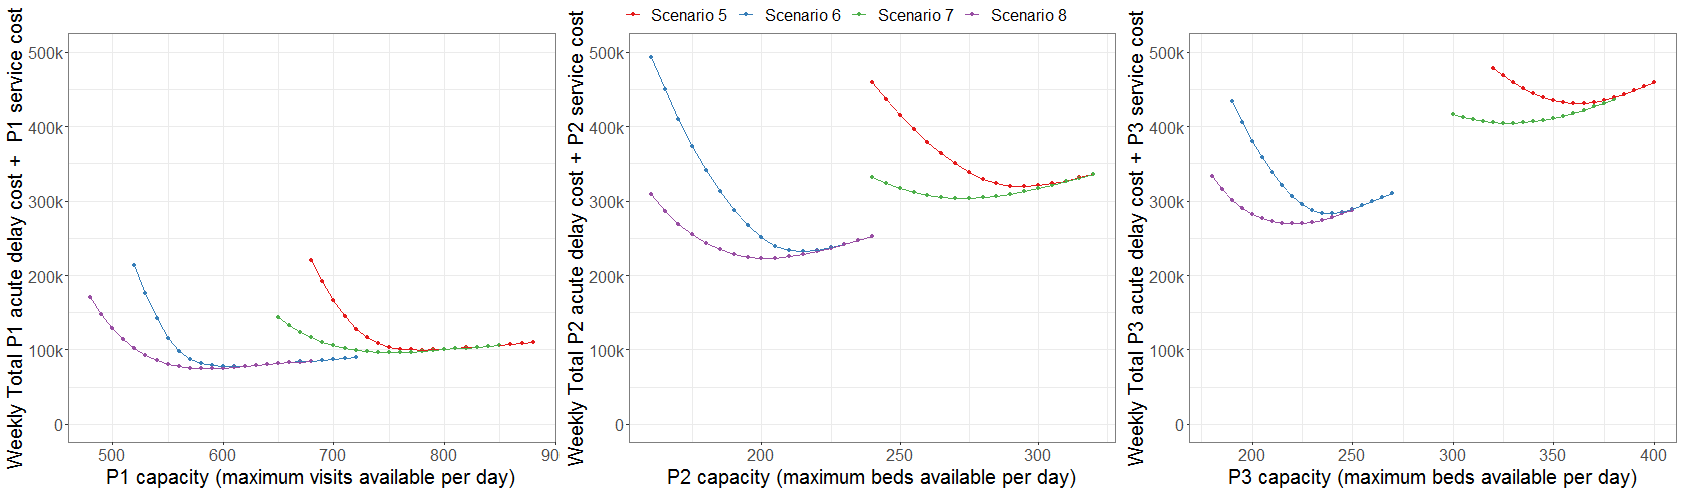 Scenario 5 Scenario 6 Scenario 7 Scenario 8
Weekly Total P1 acute delay cost + P1 service cost
500k
400k
300k
200k
100k
0
500 600 700 800 90
P1 capacity (maximum visits available per day)
Weekly Total P2 acute delay cost + P2 service cost
500k
400k
300k
200k
100k
0
200 250 300
P2 capacity (maximum beds available per day)
Weekly Total P3 acute delay cost + P3 service cost
500k
400k
300k
200k
100k
0
200 250 300 350 400
P3 capacity (maximum beds available per day)